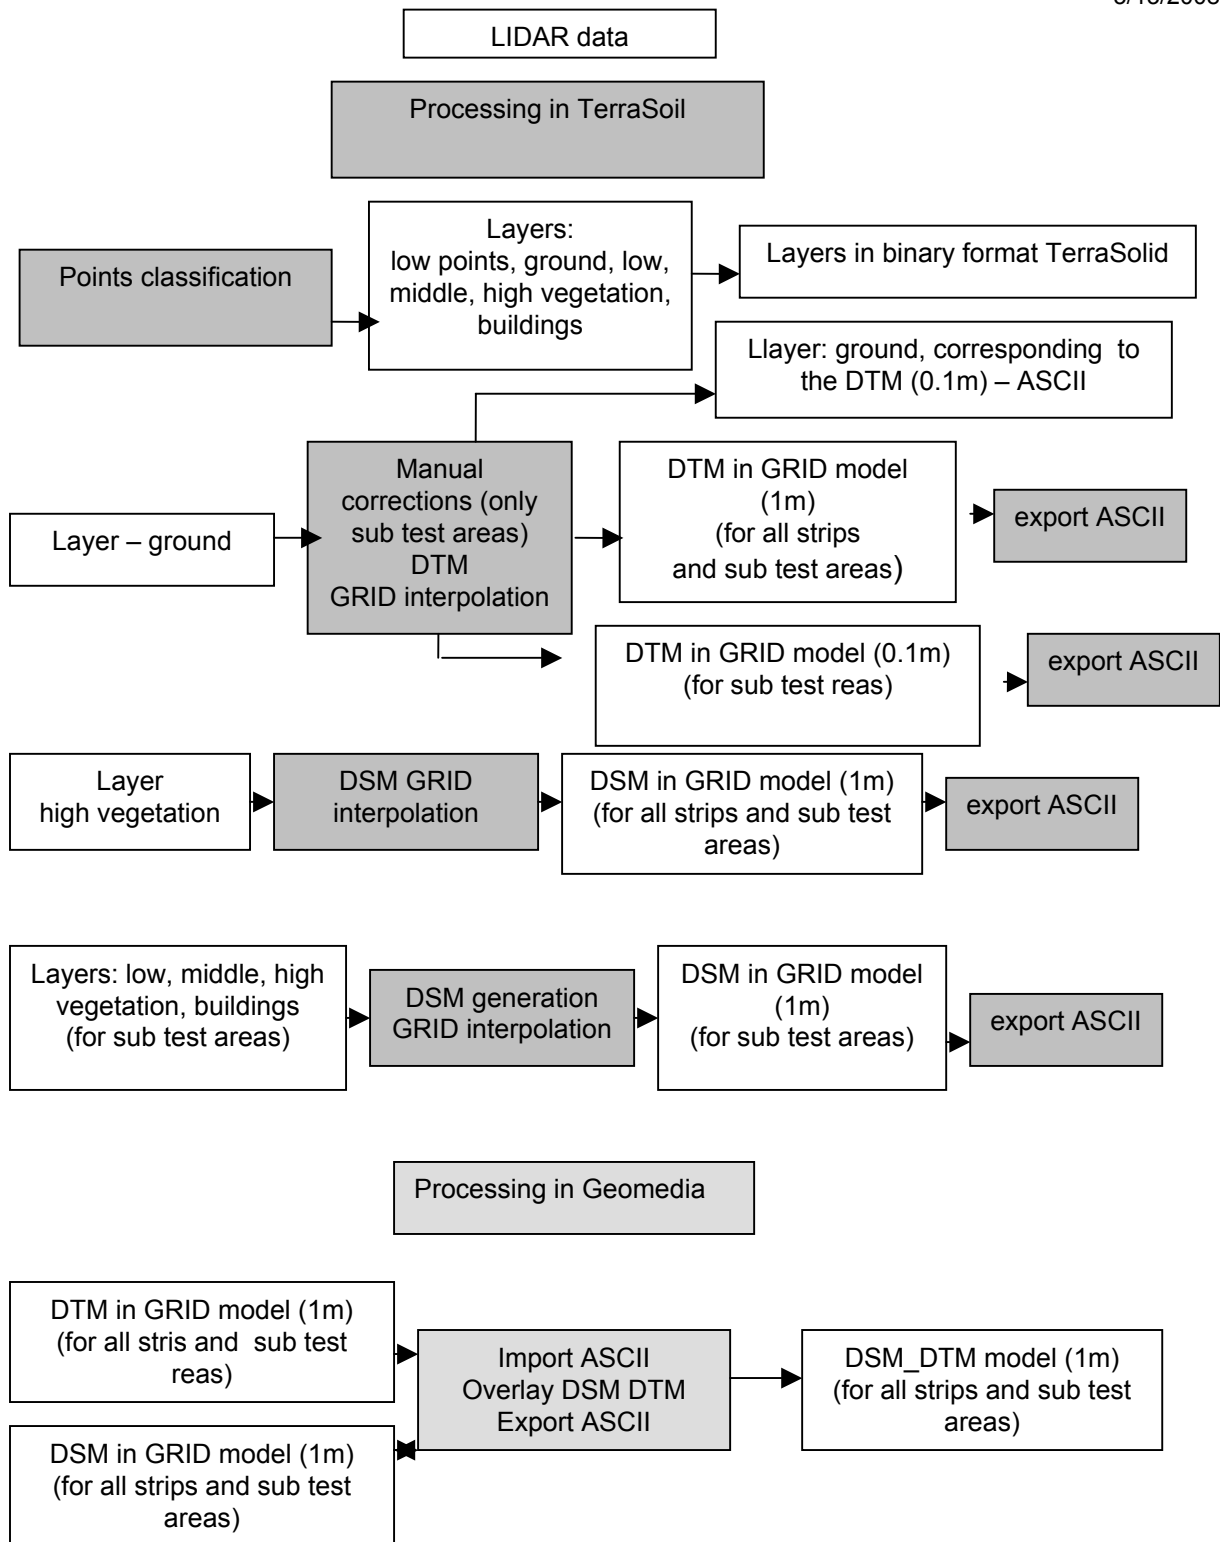 LIDAR data
Processing in TerraSoil
Points classification
Layers:
low points, ground, low,
middle, high vegetation,
buildings
Layers in binary format TerraSolid
Llayer: ground, corresponding to
the DTM (0.1m) – ASCII
Layer – ground
Manual
corrections (only
sub test areas)
DTM
GRID interpolation
DTM in GRID model
(1m)
(for all strips
and sub test areas)
export ASCII
DTM in GRID model (0.1m)
(for sub test reas)
export ASCII
Layer
high vegetation
DSM GRID
interpolation
DSM in GRID model (1m)
(for all strips and sub test
areas)
export ASCII
Layers: low, middle, high
vegetation, buildings
(for sub test areas)
DSM generation
GRID interpolation
DSM in GRID model
(1m)
(for sub test areas)
export ASCII
Processing in Geomedia
DTM in GRID model (1m)
(for all stris and sub test
reas)
Import ASCII
Overlay DSM DTM
Export ASCII
DSM_DTM model (1m)
(for all strips and sub test
areas)
DSM in GRID model (1m)
(for all strips and sub test
areas)